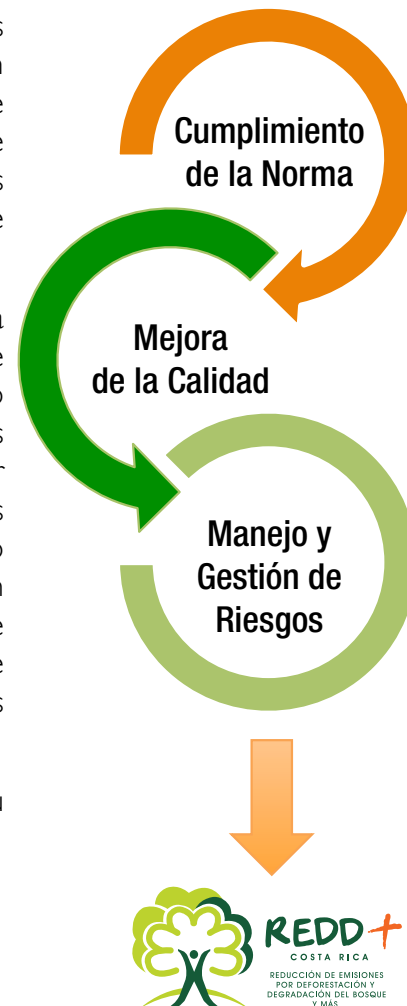 Cumplimiento
de la Norma
Mejora
de la Calidad
Manejo y
Gestión de
Riesgos
REDD+
COSTA RICA
REDUCCIÓN DE EMISIONES
POR DEFORESTACIÓN Y
DEGRADACIÓN DEL BOSQUE
Y MÁS